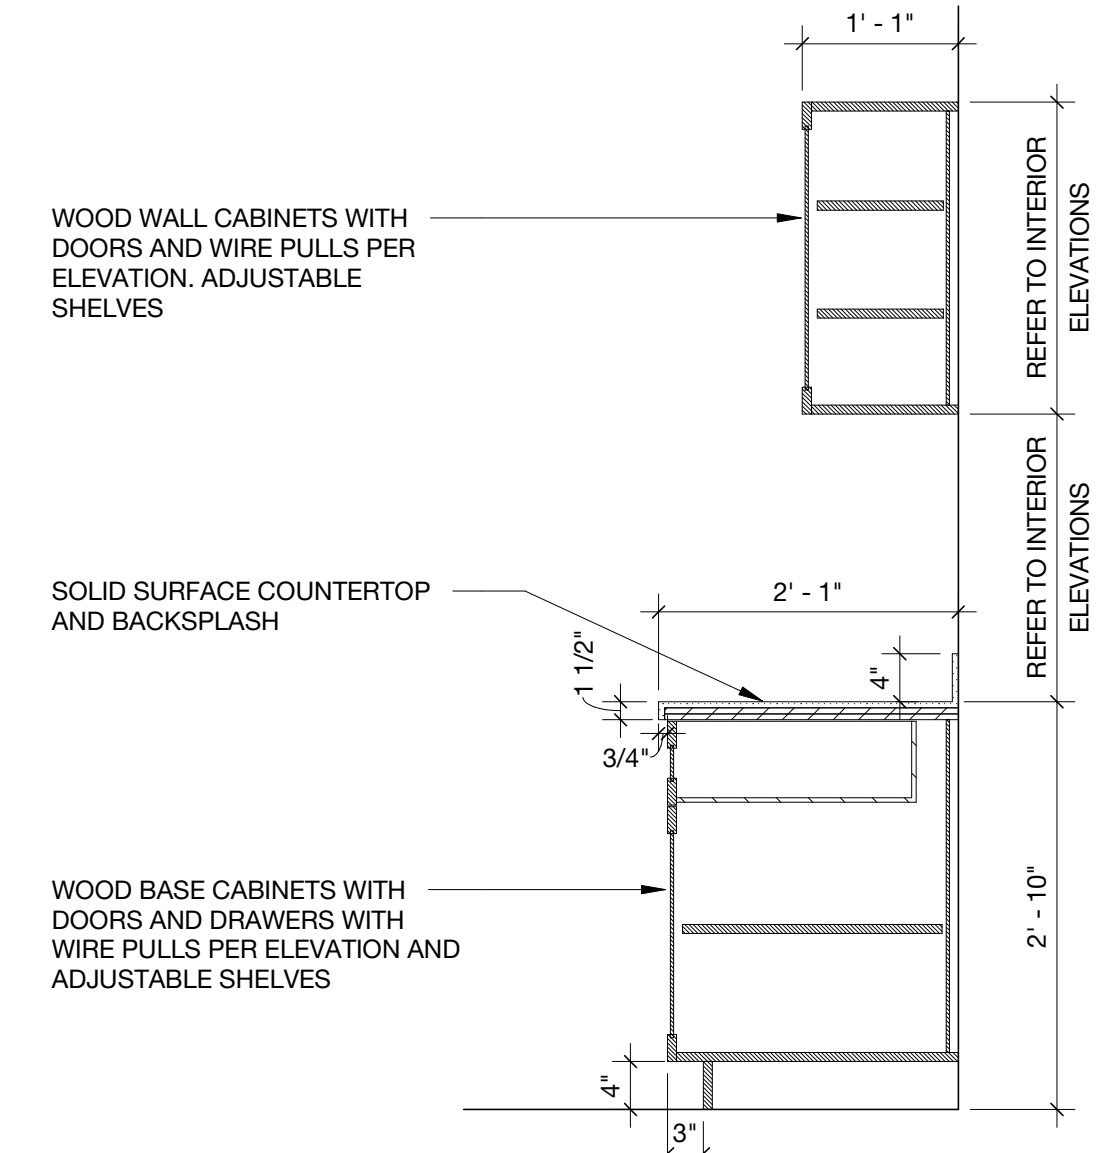 1' - 1"
WOOD WALL CABINETS WITH
DOORS AND WIRE PULLS PER
ELEVATION. ADJUSTABLE
SHELVES
REFER TO INTERIOR
ELEVATIONS
SOLID SURFACE COUNTERTOP
AND BACKSPLASH
2' - 1"
1 1/2"
4"
REFER TO INTERIOR
ELEVATIONS
3/4"
WOOD BASE CABINETS WITH
DOORS AND DRAWERS WITH
WIRE PULLS PER ELEVATION AND
ADJUSTABLE SHELVES
2' - 10"
4"
3"